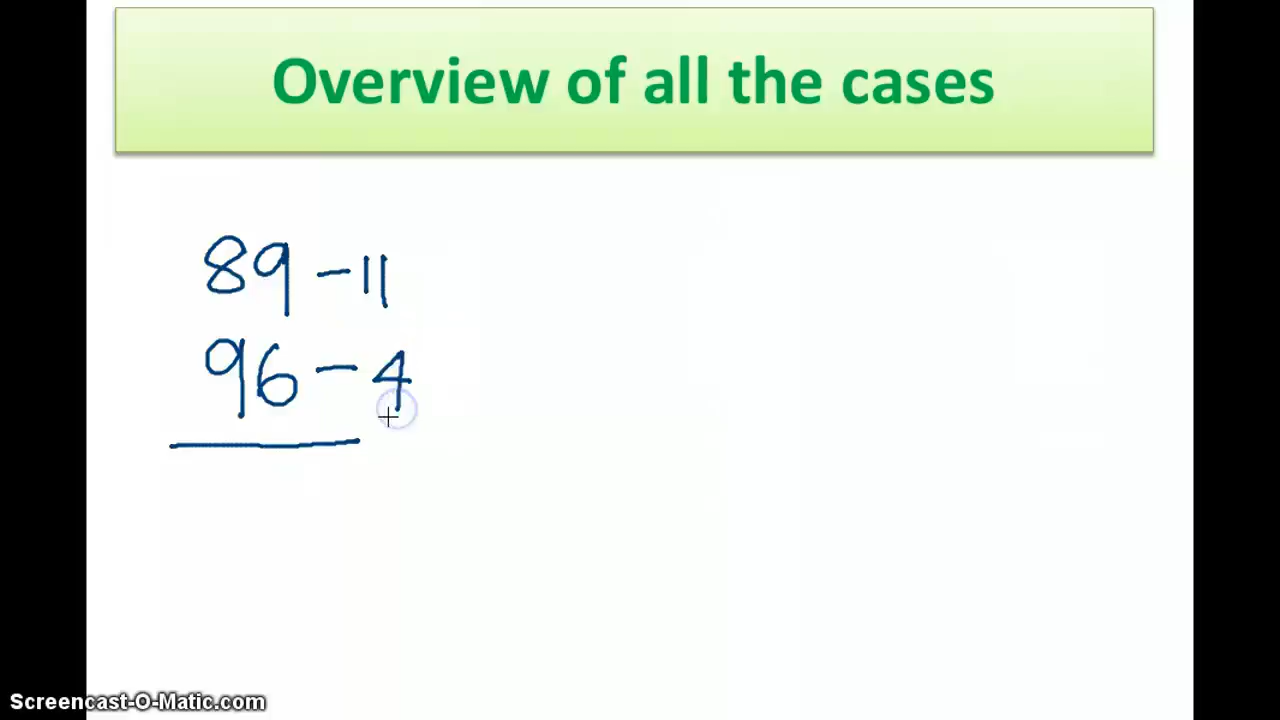 Overview of all the cases
89 - 11
96 - 4
Screencast-O-Matic.com